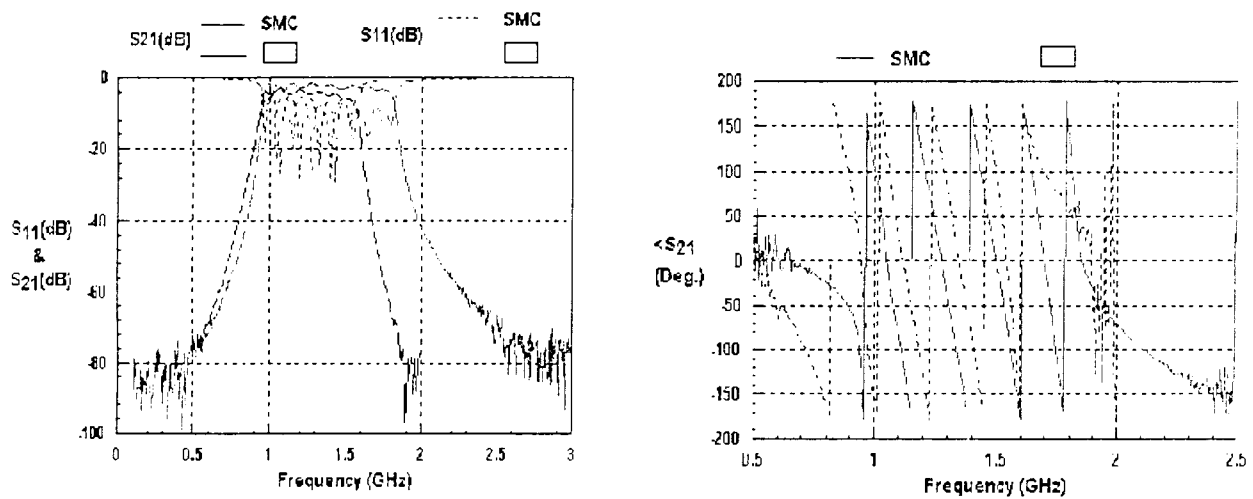 S21(dB) SMC
S11(dB) SMC
0
-20
-40
-60
-80
-100
S11(dB)
&
S21(dB)
0 0.5 1 1.5 2 2.5 3
Frequency (GHz)
SMC
200
150
100
50
0
-50
-100
-150
-200
<S21
(Deg.)
0.5 1 1.5 2 2.5
Frequency (GHz)